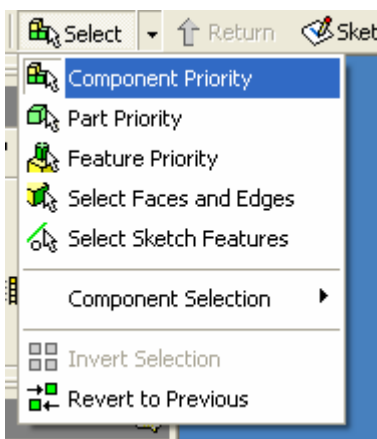 Select Return Sket
Component Priority
Part Priority
Feature Priority
Select Faces and Edges
Select Sketch Features
Component Selection
Invert Selection
Revert to Previous